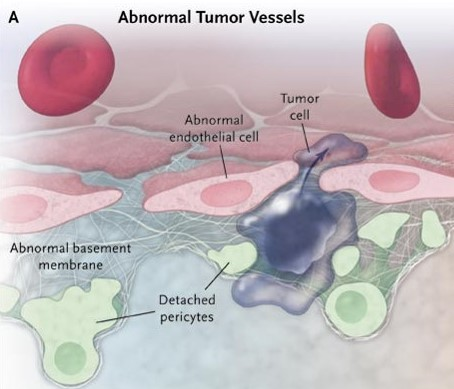 A
Abnormal Tumor Vessels
Tumor
cell
Abnormal
endothelial cell
Abnormal basement
membrane
Detached
pericytes